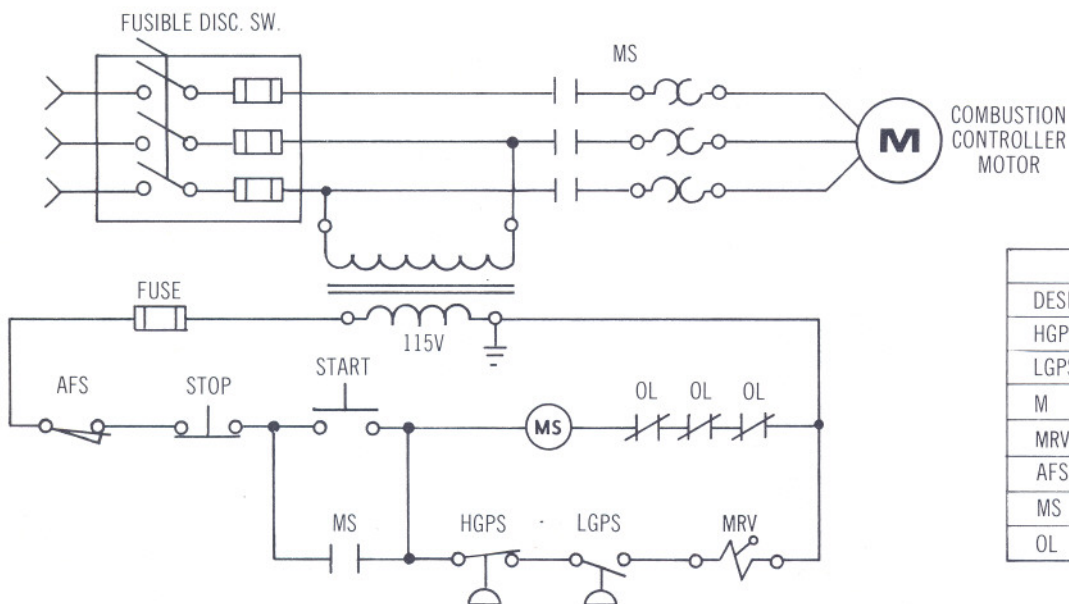 FUSIBLE DISC. SW.
MS
M
COMBUSTION
CONTROLLER
MOTOR
FUSE
115V
AFS
STOP
START
MS
OL
OL
OL
MS
HGPS
LGPS
MRV
HGP
LGPS
M
MRV
AFS
MS
OL